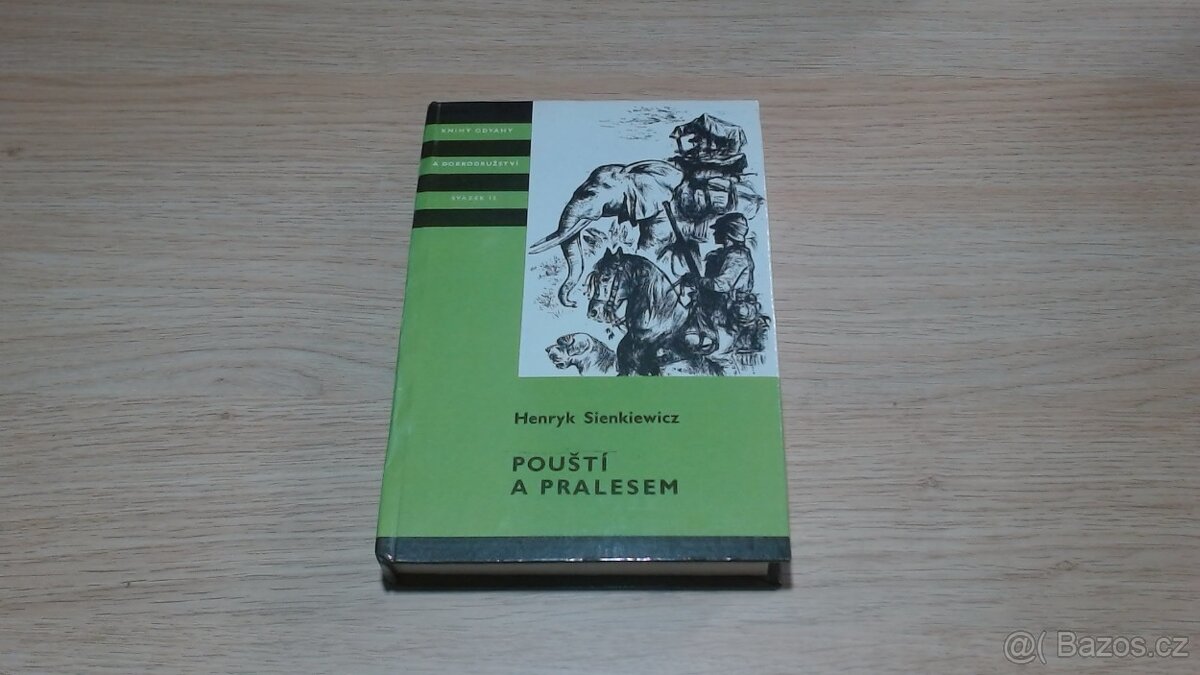 KNIHY ODVAHY
A DOBRODRUŽSTVÍ
SVAZEK 12
Henryk Sienkiewicz
POUŠTÍ
A PRALESEM
@( Bazos.cz